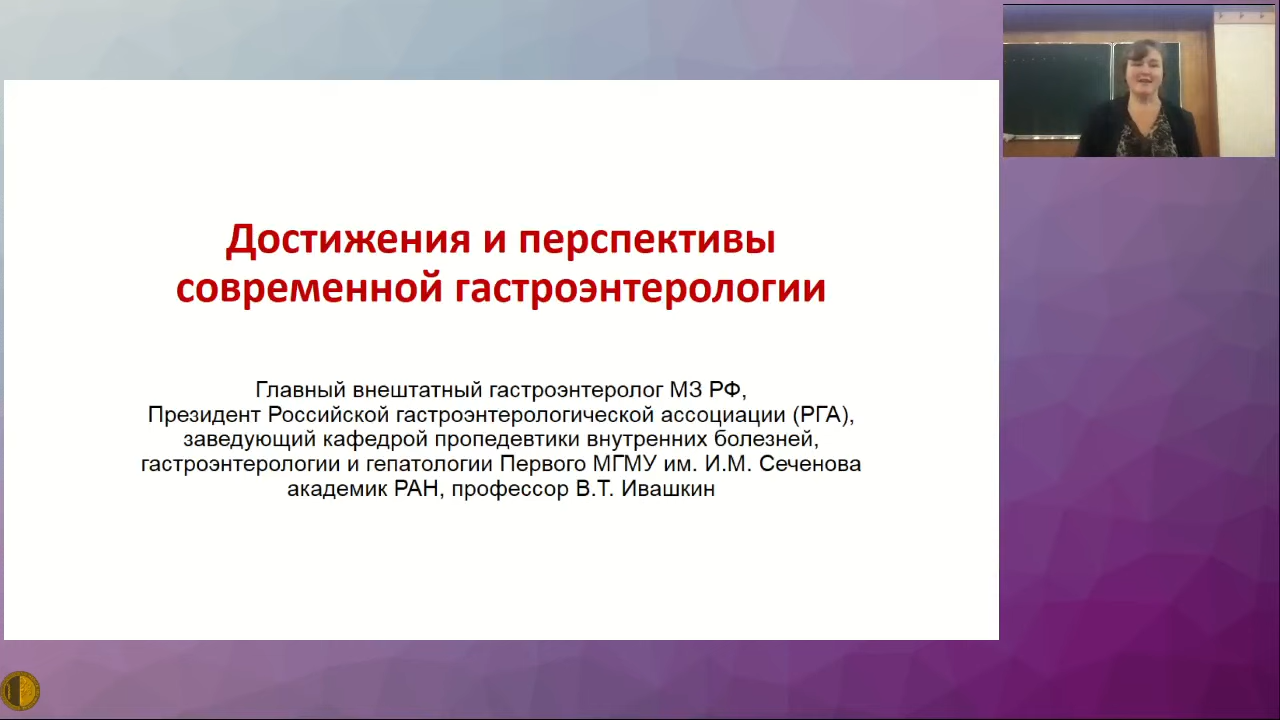 Достижения и перспективы
современной гастроэнтерологии
Главный внештатный гастроэнтеролог МЗ РФ,
Президент Российской гастроэнтерологической ассоциации (РГА),
заведующий кафедрой пропедевтики внутренних болезней,
гастроэнтерологии и гепатологии Первого МГМУ им. И.М. Сеченова
академик РАН, профессор В.Т. Ивашкин